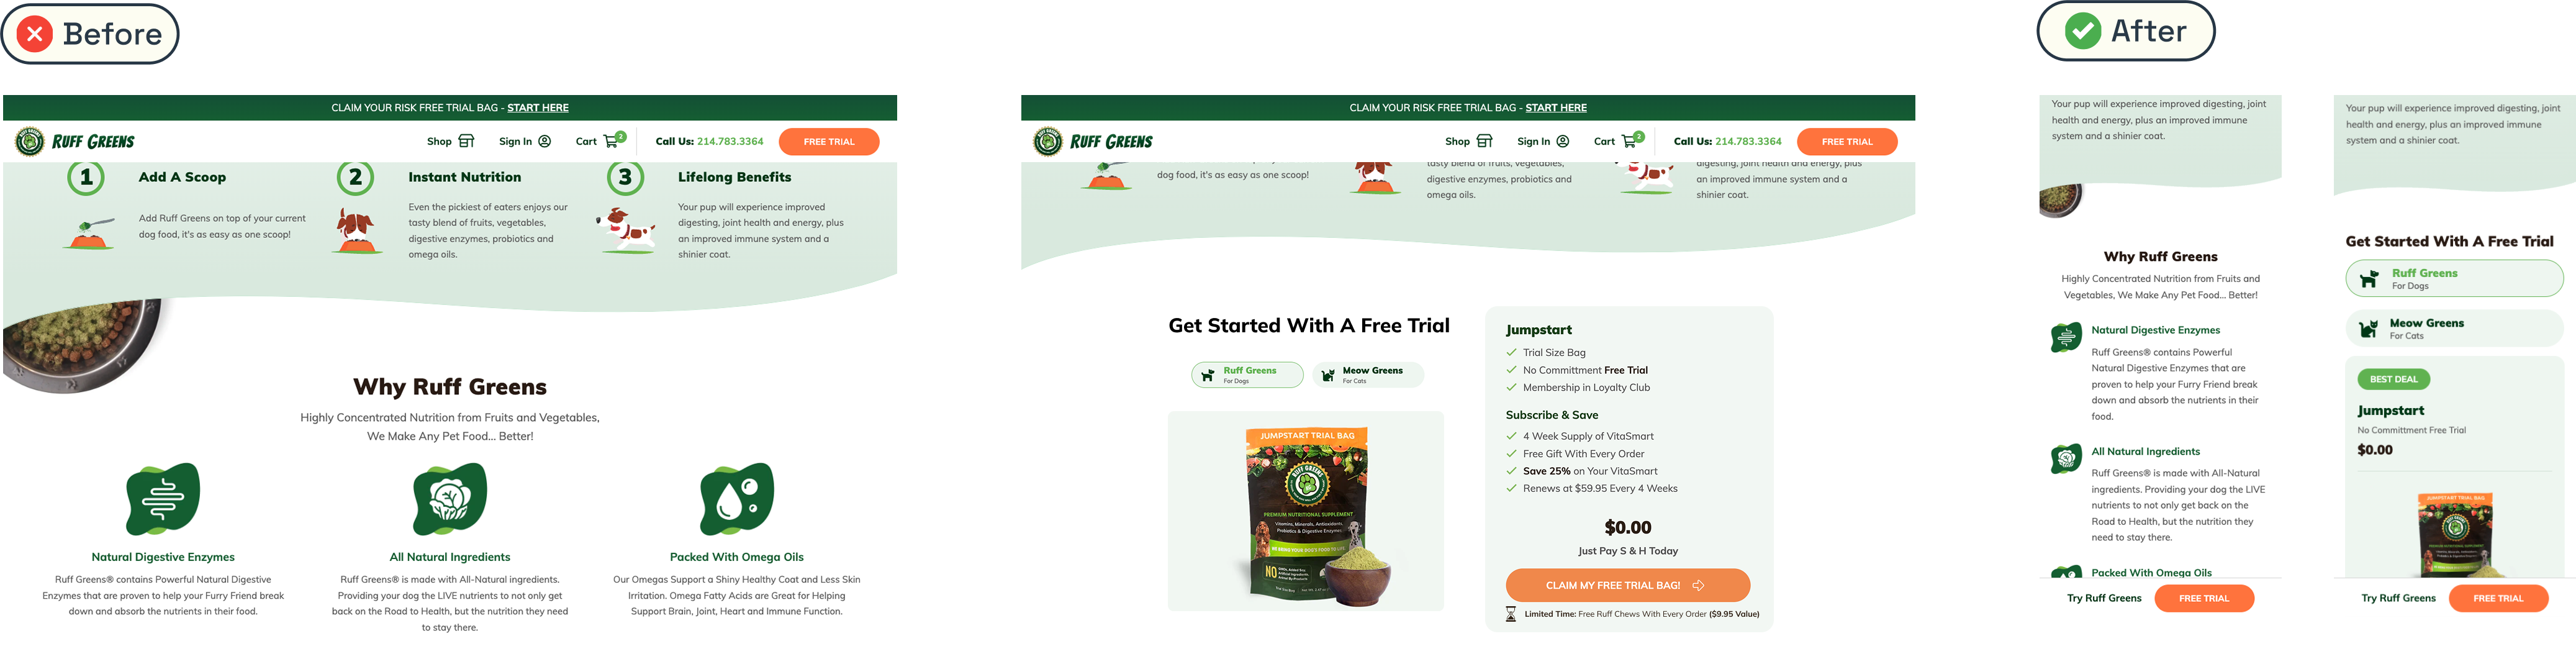 Before
CLAIM YOUR RISK FREE TRIAL BAG - START HERE
RUFF GREENS
Shop
Sign In
Cart
2
Call Us: 214.783.3364
FREE TRIAL
1
Add A Scoop
Add Ruff Greens on top of your current
dog food, it's as easy as one scoop!
2
Instant Nutrition
Even the pickiest of eaters enjoys our
tasty blend of fruits, vegetables,
digestive enzymes, probiotics and
omega oils.
3
Lifelong Benefits
Your pup will experience improved
digesting, joint health and energy, plus
an improved immune system and a
shinier coat.
Why Ruff Greens
Highly Concentrated Nutrition from Fruits and Vegetables,
We Make Any Pet Food... Better!
Natural Digestive Enzymes
Ruff Greens® contains Powerful Natural Digestive
Enzymes that are proven to help your Furry Friend break
down and absorb the nutrients in their food.
All Natural Ingredients
Ruff Greens® is made with All-Natural ingredients.
Providing your dog the LIVE nutrients to not only get
back on the Road to Health, but the nutrition they need
to stay there.
Packed With Omega Oils
Our Omegas Support a Shiny Healthy Coat and Less Skin
Irritation. Omega Fatty Acids are Great for Helping
Support Brain, Joint, Heart and Immune Function.
CLAIM YOUR RISK FREE TRIAL BAG - START HERE
RUFF GREENS
Shop
Sign In
Cart
2
Call Us: 214.783.3364
FREE TRIAL
dog food, it's as easy as one scoop!
tasty blend of fruits, vegetables,
digestive enzymes, probiotics and
omega oils.
digesting, joint health and energy, plus
an improved immune system and a
shinier coat.
Get Started With A Free Trial
Ruff Greens
For Dogs
Meow Greens
For Cats
JUMPSTART TRIAL BAG
RUFF GREENS
PREMIUM NUTRITIONAL SUPPLEMENT
Vitamins, Minerals, Antioxidants,
Probiotics & Digestive Enzymes
NO
Jumpstart
Trial Size Bag
No Committment Free Trial
Membership in Loyalty Club
Subscribe & Save
4 Week Supply of VitaSmart
Free Gift With Every Order
Save 25% on Your VitaSmart
Renews at $59.95 Every 4 Weeks
$0.00
Just Pay S & H Today
CLAIM MY FREE TRIAL BAG!
Limited Time: Free Ruff Chews With Every Order ($9.95 Value)
After
Your pup will experience improved digesting, joint
health and energy, plus an improved immune
system and a shinier coat.
Why Ruff Greens
Highly Concentrated Nutrition from Fruits and
Vegetables, We Make Any Pet Food... Better!
Natural Digestive Enzymes
Ruff Greens® contains Powerful
Natural Digestive Enzymes that are
proven to help your Furry Friend break
down and absorb the nutrients in their
food.
All Natural Ingredients
Ruff Greens® is made with All-Natural
ingredients. Providing your dog the LIVE
nutrients to not only get back on the
Road to Health, but the nutrition they
need to stay there.
Packed With Omega Oils
Try Ruff Greens
FREE TRIAL
Your pup will experience improved digesting, joint
health and energy, plus an improved immune
system and a shinier coat.
Get Started With A Free Trial
Ruff Greens
For Dogs
Meow Greens
For Cats
BEST DEAL
Jumpstart
No Committment Free Trial
$0.00
JUMPSTART TRIAL BAG
Try Ruff Greens
FREE TRIAL